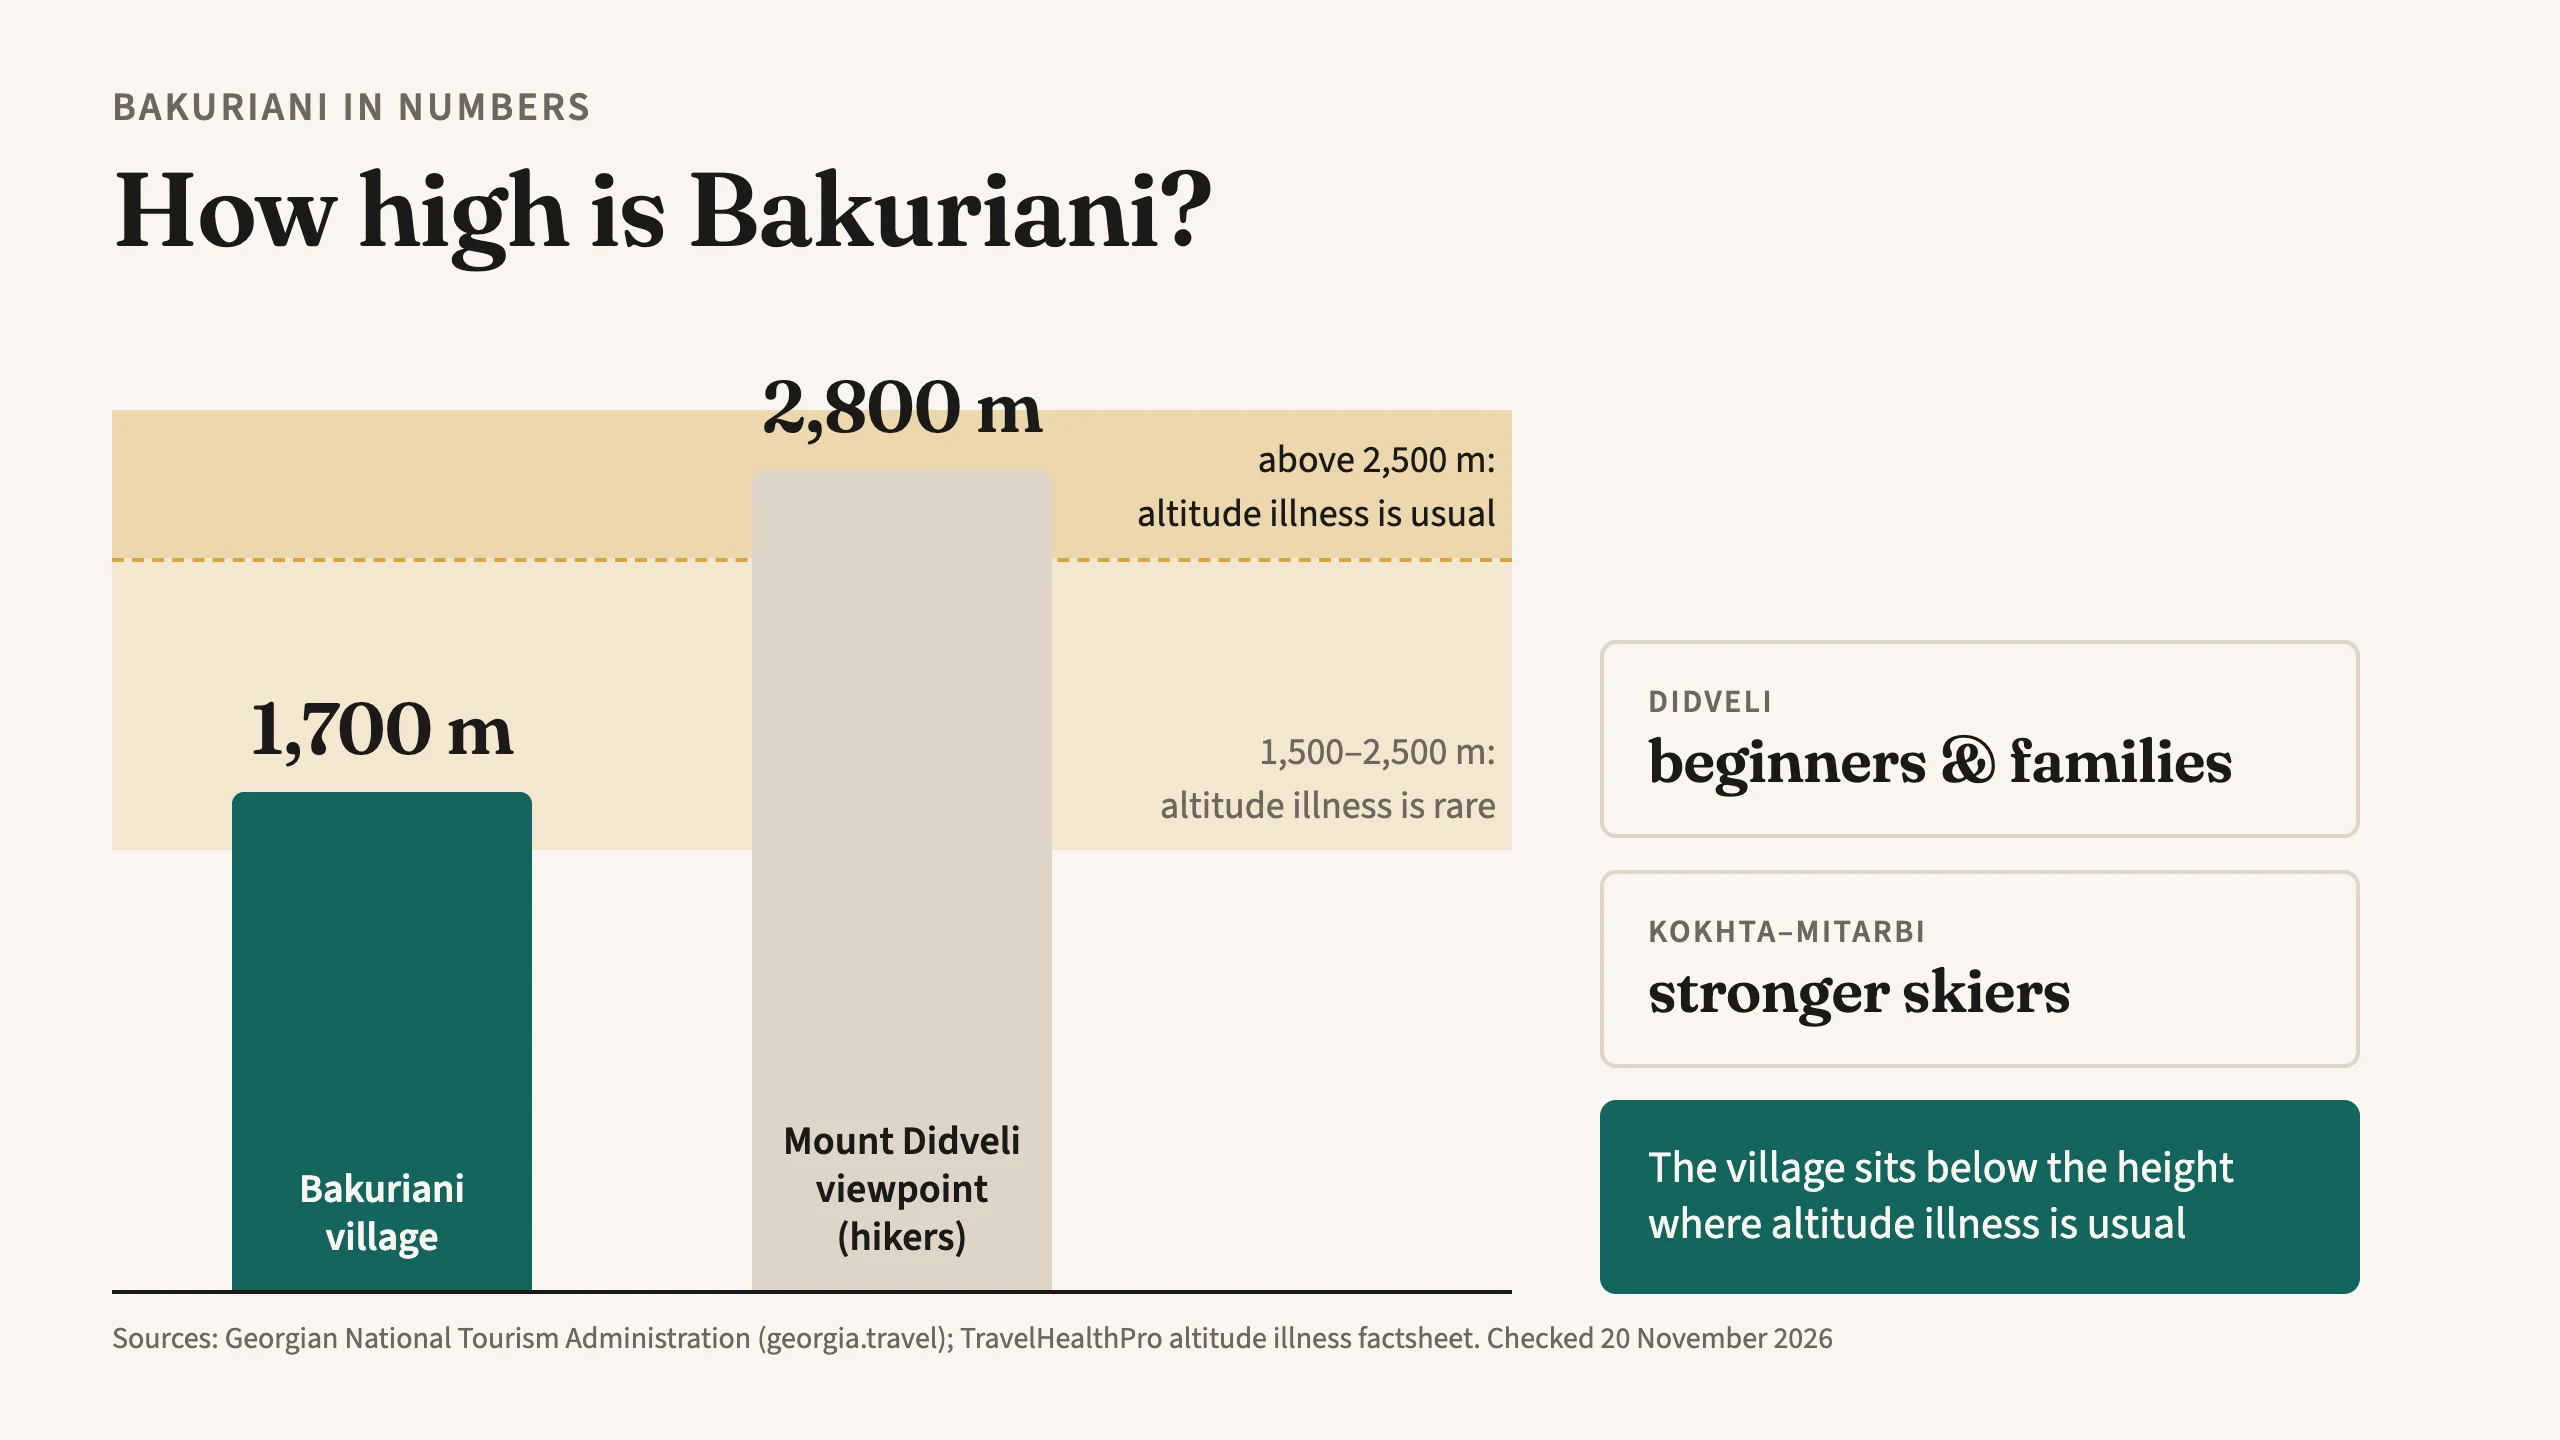 BAKURIANI IN NUMBERS
How high is Bakuriani?
2,800 m
above 2,500 m:
altitude illness is usual
1,700 m
1,500–2,500 m:
altitude illness is rare
Bakuriani
village
Mount Didveli
viewpoint
(hikers)
DIDVELI
beginners & families
KOKHTA–MITARBI
stronger skiers
The village sits below the height
where altitude illness is usual
Sources: Georgian National Tourism Administration (georgia.travel); TravelHealthPro altitude illness factsheet. Checked 20 November 2026